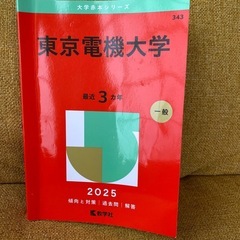 大学赤本シリーズ
343
東京電機大学
最近3カ年
一般
2025
傾向と対策│過去問│解答
教学社